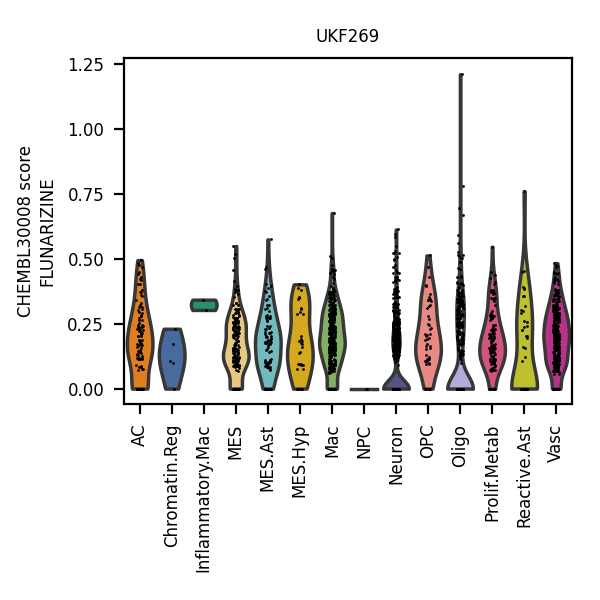 UKF269
CHEMBL30008 score
FLUNARIZINE
1.25
1.00
0.75
0.50
0.25
0.00
AC
Chromatin.Reg
Inflammatory.Mac
MES
MES.Ast
MES.Hyp
Mac
NPC
Neuron
OPC
Oligo
Prolif.Metab
Reactive.Ast
Vasc